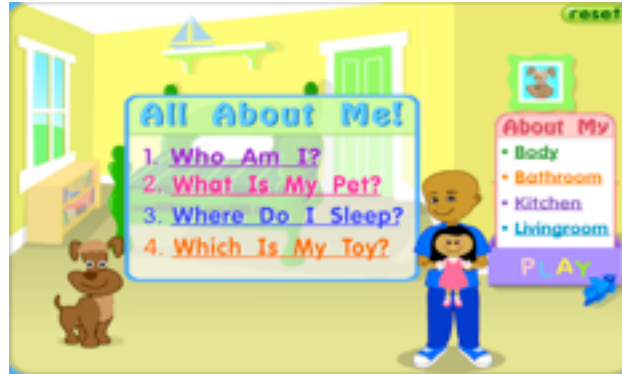 reset
All About Me!
1. Who Am I?
2. What Is My Pet?
3. Where Do I Sleep?
4. Which Is My Toy?
About My
• Body
• Bathroom
• Kitchen
• Livingroom
PLAY